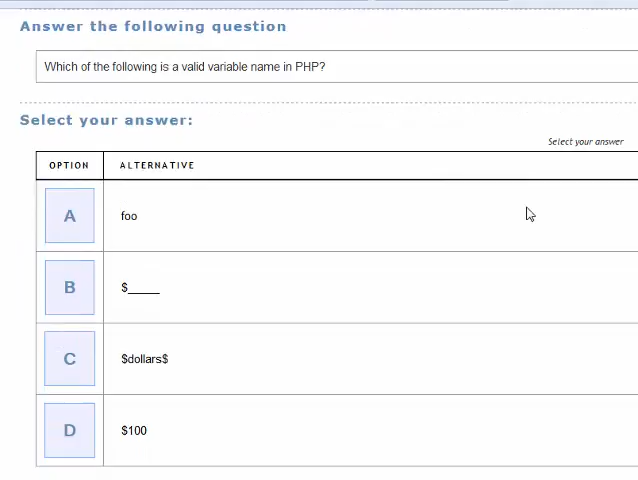 Answer the following question
Which of the following is a valid variable name in PHP?
Select your answer:
Select your answer
OPTION ALTERNATIVE
A foo
B $_____
C $dollars$
D $100